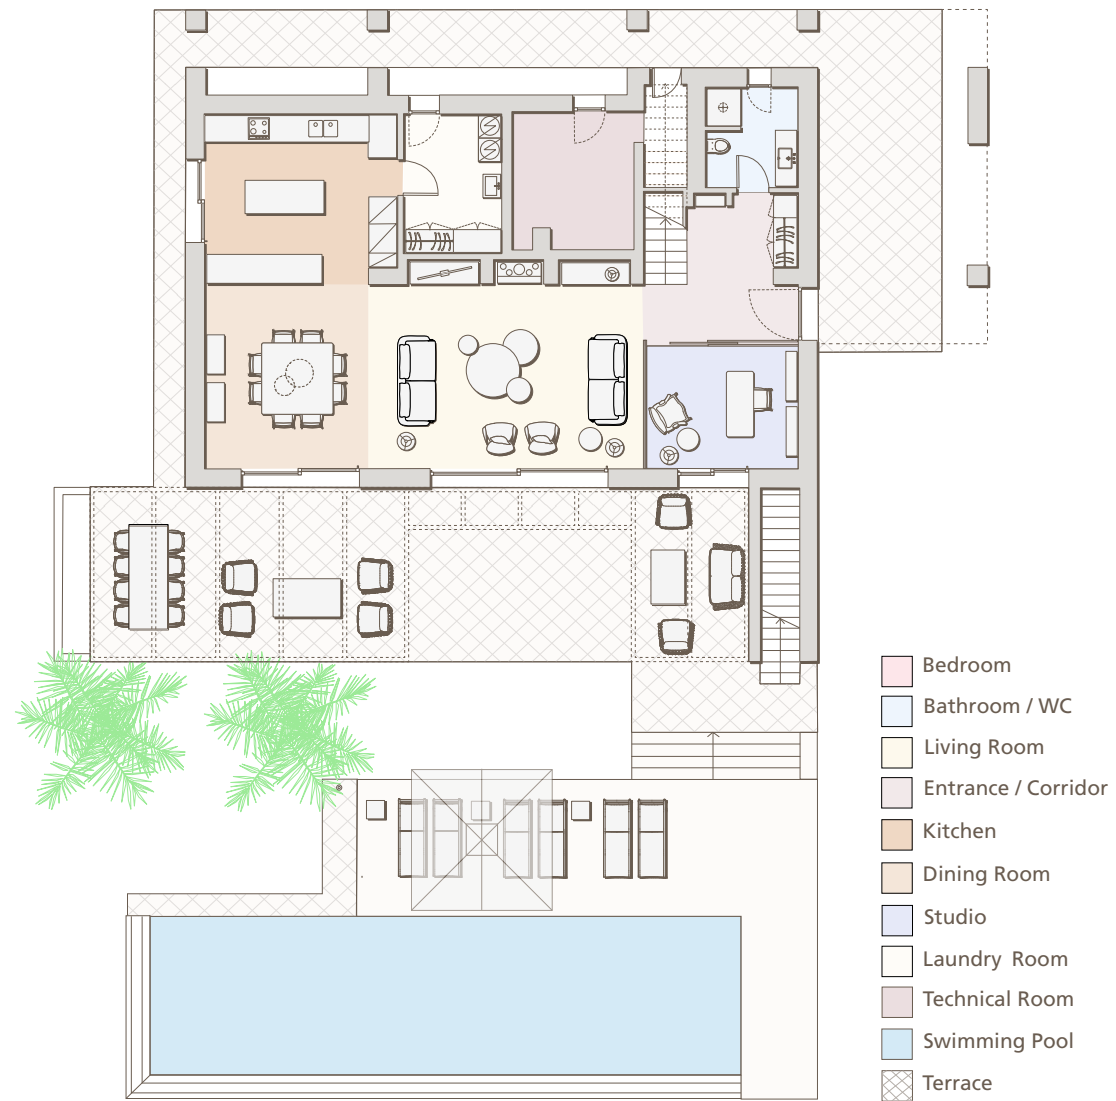 Bedroom
Bathroom / WC
Living Room
Entrance / Corridor
Kitchen
Dining Room
Studio
Laundry Room
Technical Room
Swimming Pool
Terrace